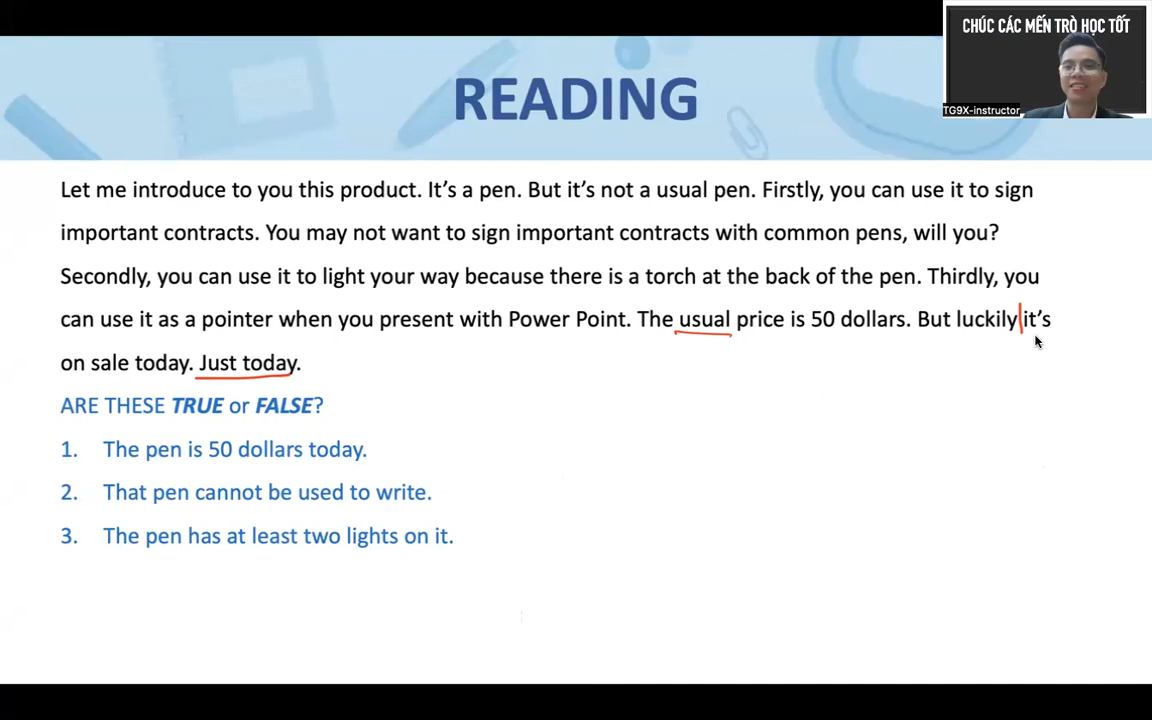 CHÚC CÁC MẾN TRÒ HỌC TỐT
TG9X-instructor
READING
Let me introduce to you this product. It's a pen. But it's not a usual pen. Firstly, you can use it to sign
important contracts. You may not want to sign important contracts with common pens, will you?
Secondly, you can use it to light your way because there is a torch at the back of the pen. Thirdly, you
can use it as a pointer when you present with Power Point. The usual price is 50 dollars. But luckily it's
on sale today. Just today.
ARE THESE TRUE or FALSE?
1. The pen is 50 dollars today.
2. That pen cannot be used to write.
3. The pen has at least two lights on it.